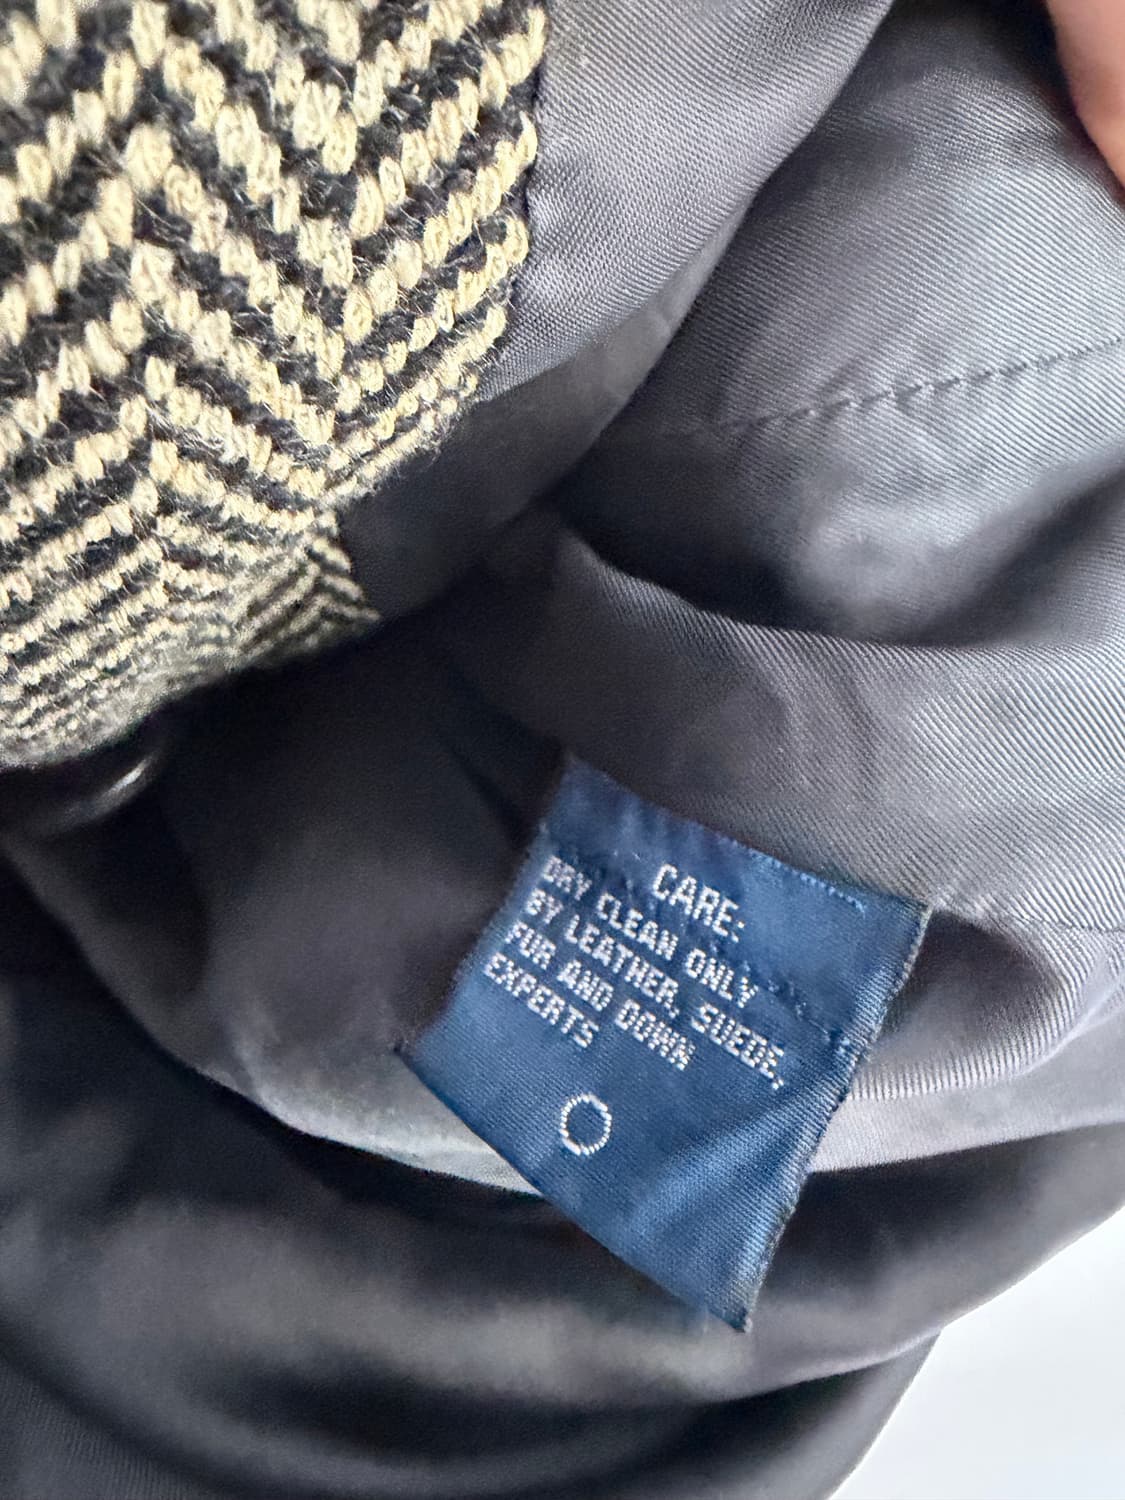 CARE:
DRY CLEAN ONLY
BY LEATHER, SUEDE,
FUR AND DOWN
EXPERTS